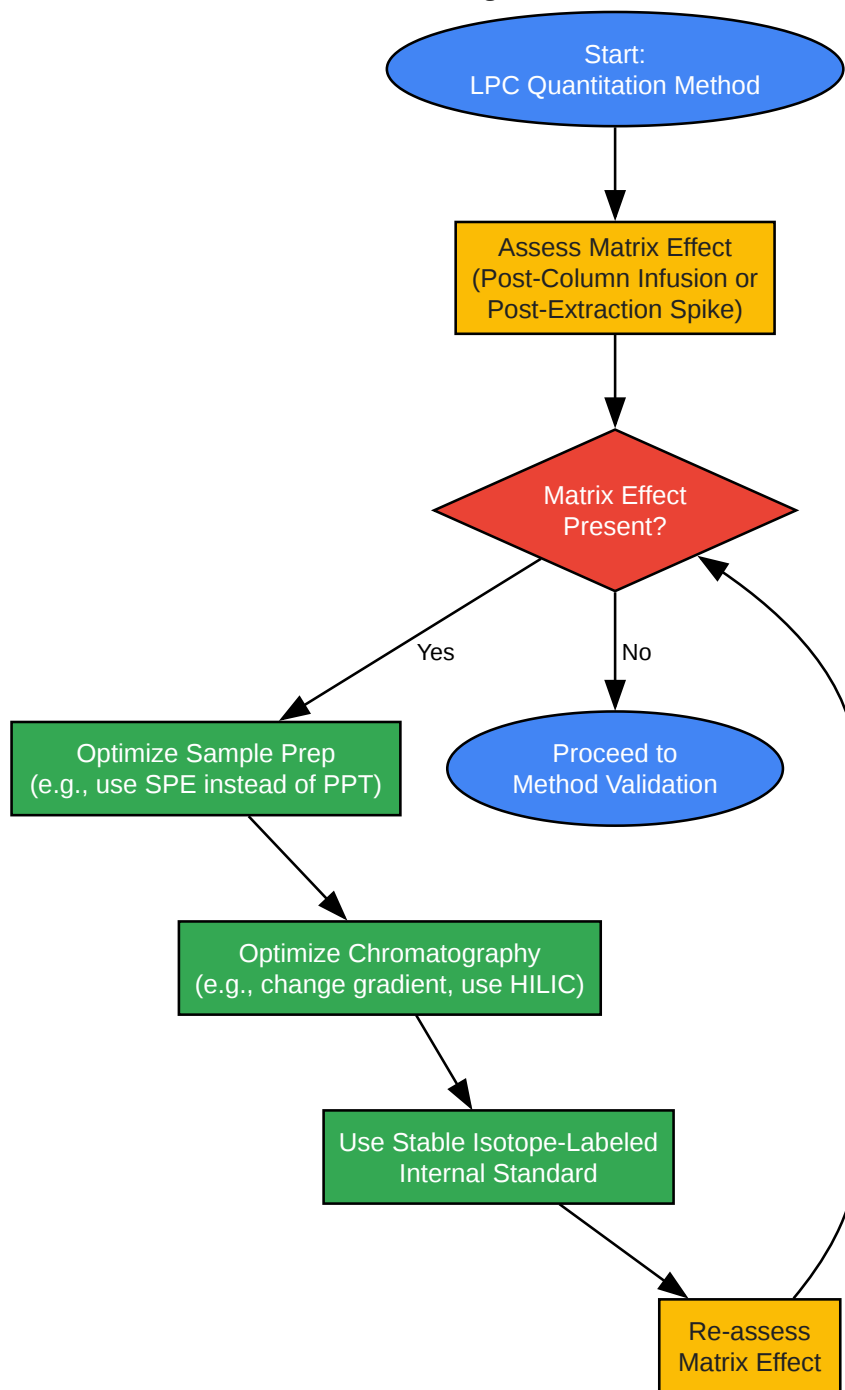 Start:
LPC Quantitation Method
Assess Matrix Effect
(Post-Column Infusion or
Post-Extraction Spike)
Matrix Effect
Present?
Yes
No
Optimize Sample Prep
(e.g., use SPE instead of PPT)
Proceed to
Method Validation
Optimize Chromatography
(e.g., change gradient, use HILIC)
Use Stable Isotope-Labeled
Internal Standard
Re-assess
Matrix Effect